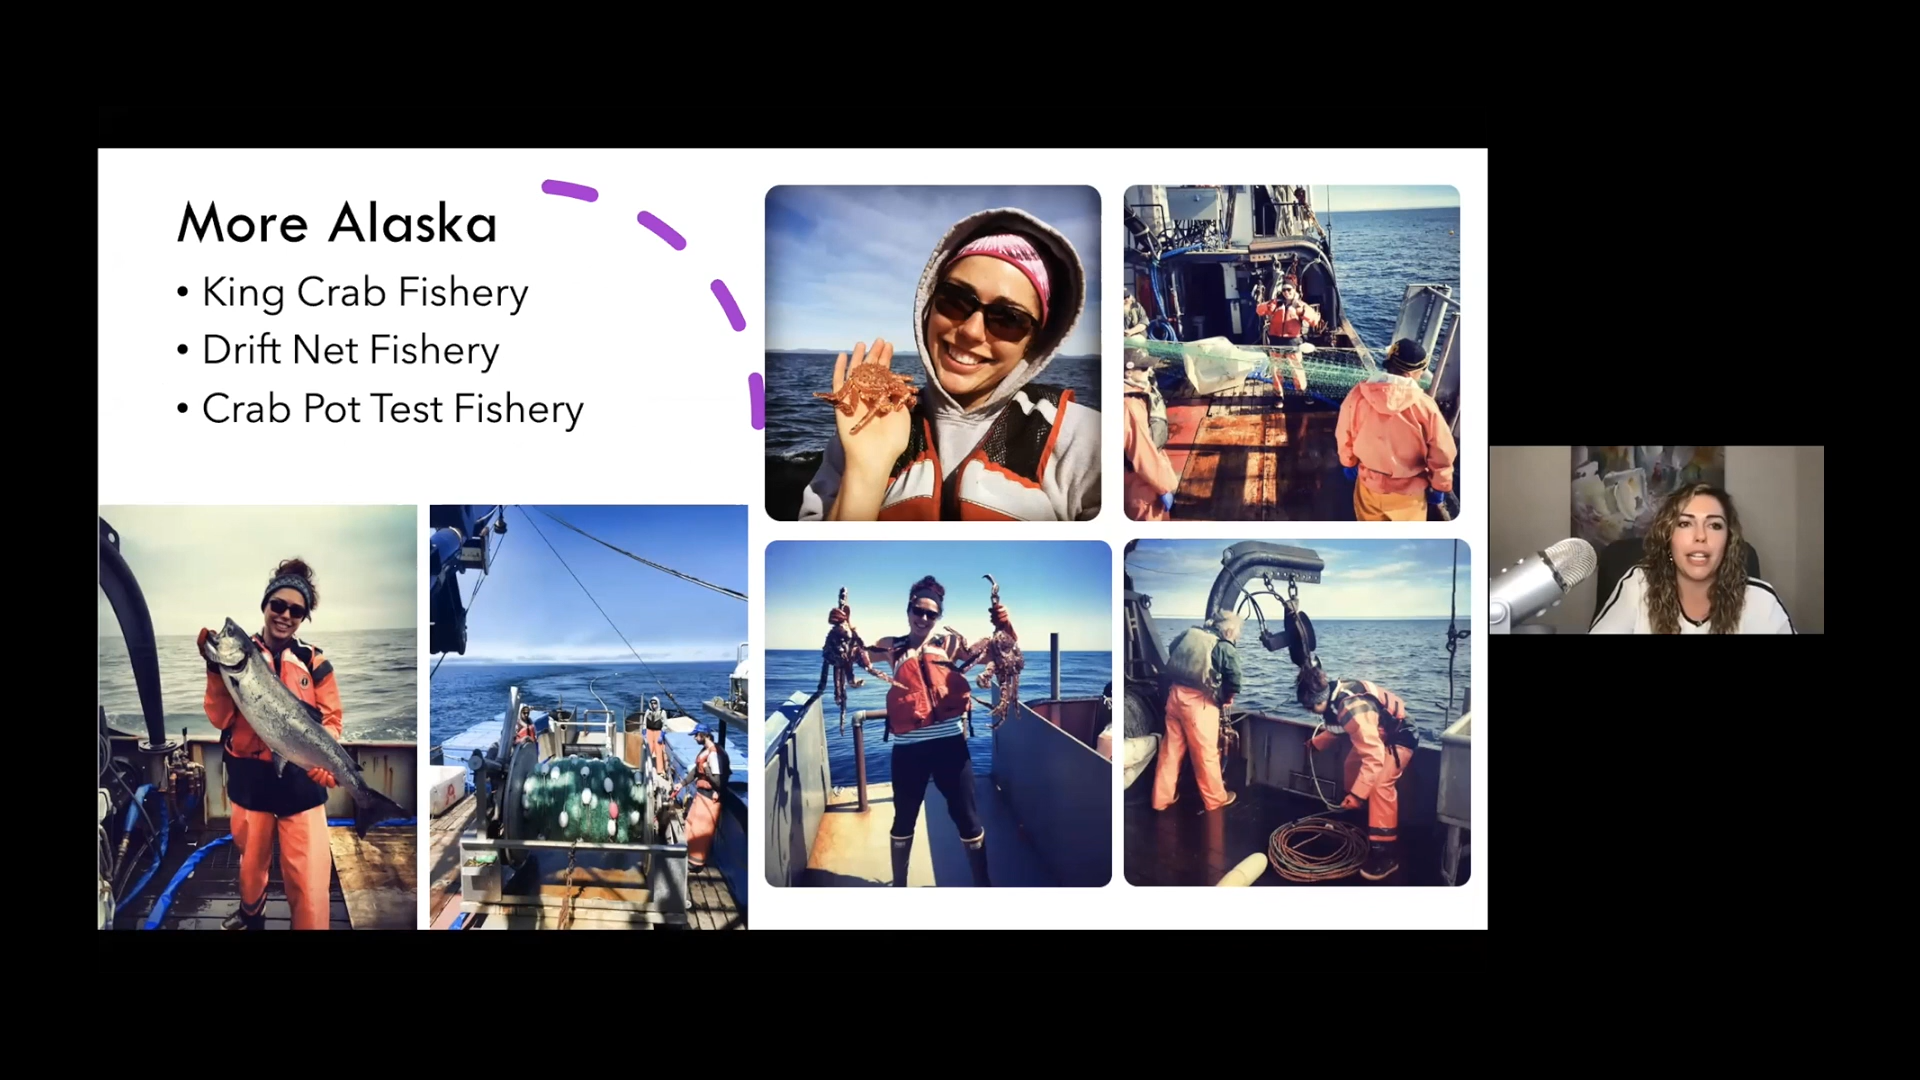 More Alaska
• King Crab Fishery
• Drift Net Fishery
• Crab Pot Test Fishery